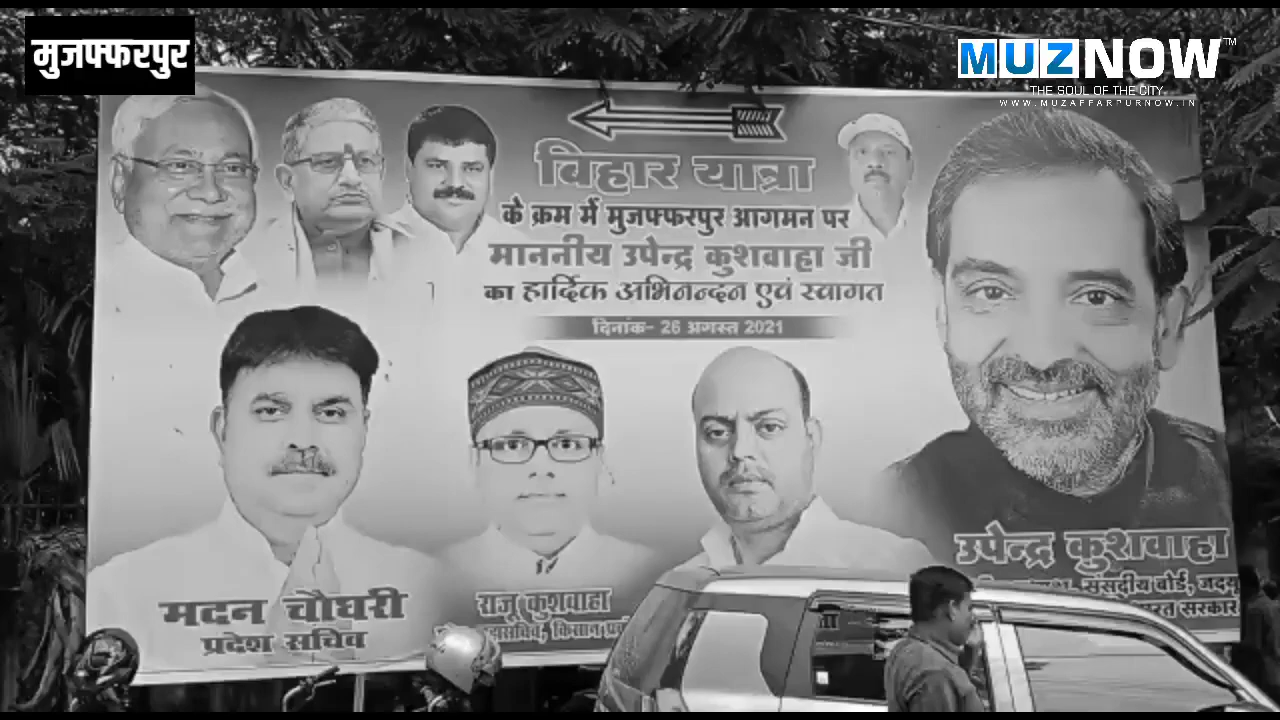 मुजफ्फरपुर
MUZNOW™
THE SOUL OF THE CITY
WWW.MUZAFFARPURNOW.IN
विहार यात्रा
के क्रम में मुजफ्फरपुर आगमन पर
माननीय उपेन्द्र कुशवाहा जी
का हार्दिक अभिनन्दन एवं स्वागत
दिनांक- 26 अगस्त 2021
मदन चौघरी
प्रदेश सचिव
राजू कुशवाहा
किसान
उपेन्द्र कुशवाहा
संसदीय वोर्ड, जदयू
सरकार